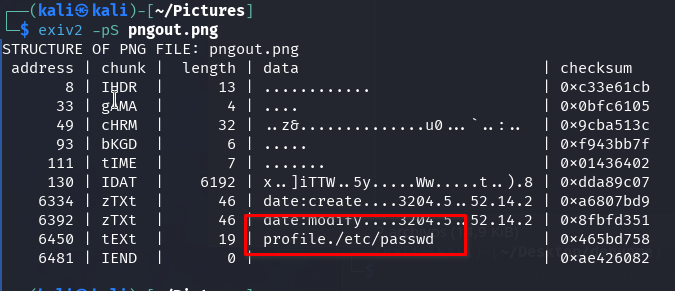 ┌──(kali㉿kali)-[~/Pictures]
└─$ exiv2 -pS pngout.png
STRUCTURE OF PNG FILE: pngout.png
address | chunk | length | data | checksum
8 | IHDR | 13 | ............ | 0×c33e61cb
33 | gAMA | 4 | .... | 0×0bfc6105
49 | cHRM | 32 | ..z&..............u0...`..:.. | 0×9cba513c
93 | bKGD | 6 | ..... | 0×f943bb7f
111 | tIME | 7 | ....... | 0×01436402
130 | IDAT | 6192 | x..]iTTW..5y.....Ww.....t..).8 | 0×dda89c07
6334 | zTXt | 46 | date:create....3204.5..52.14.2 | 0×a6807bd9
6392 | zTXt | 46 | date:modify....3204.5..52.14.2 | 0×8fbfd351
6450 | tEXt | 19 | profile./etc/passwd | 0×465bd758
6481 | IEND | 0 | | 0×ae426082